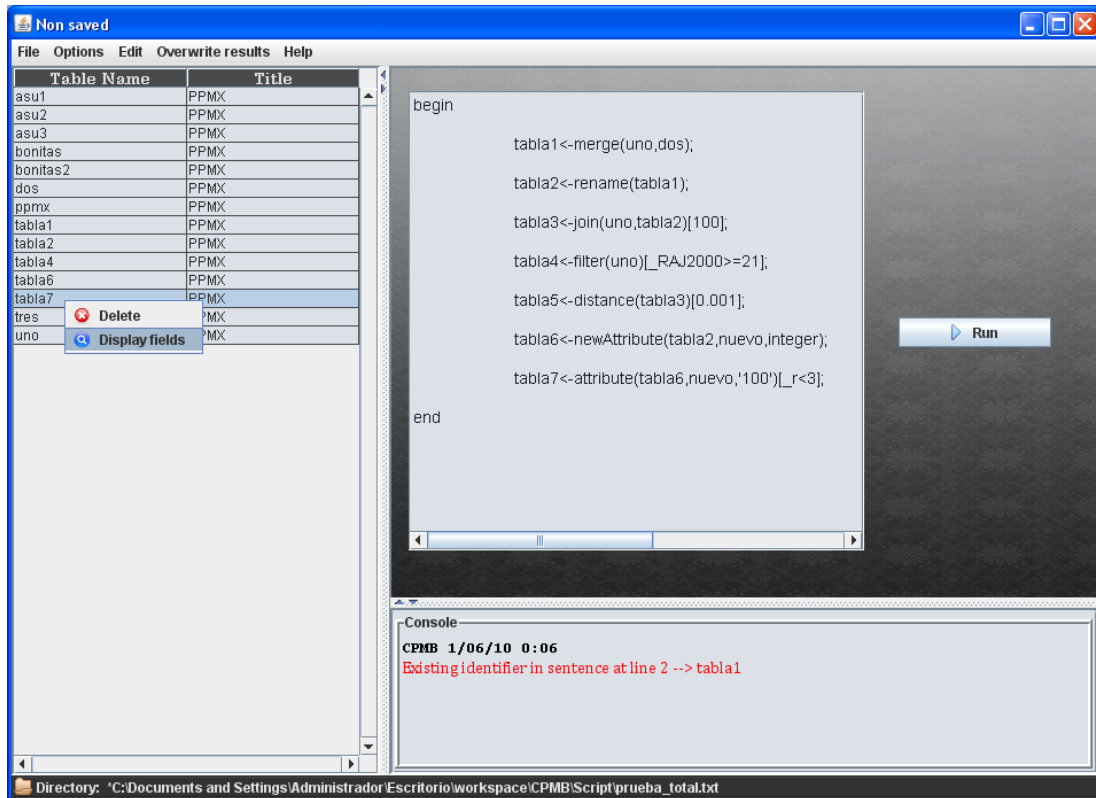 Non saved
File Options Edit Overwrite results Help
Table Name Title
asu1 PPMX
asu2 PPMX
asu3 PPMX
bonitas PPMX
bonitas2 PPMX
dos PPMX
ppmx PPMX
tabla1 PPMX
tabla2 PPMX
tabla4 PPMX
tabla6 PPMX
tabla7 PPMX
tres PMX
uno PMX
Delete
Display fields
begin
tabla1<-merge(uno,dos);
tabla2<-rename(tabla1);
tabla3<-join(uno,tabla2)[100];
tabla4<-filter(uno)[_RAJ2000>=21];
tabla5<-distance(tabla3)[0.001];
tabla6<-newAttribute(tabla2,nuevo,integer);
tabla7<-attribute(tabla6,nuevo,'100')[_r<3];
end
Run
Console
CPMB 1/06/10 0:06
Existing identifier in sentence at line 2 --> tabla1
Directory: "C:\Documents and Settings\Administrador\Escritorio\workspace\CPMB\Script\prueba_total.txt